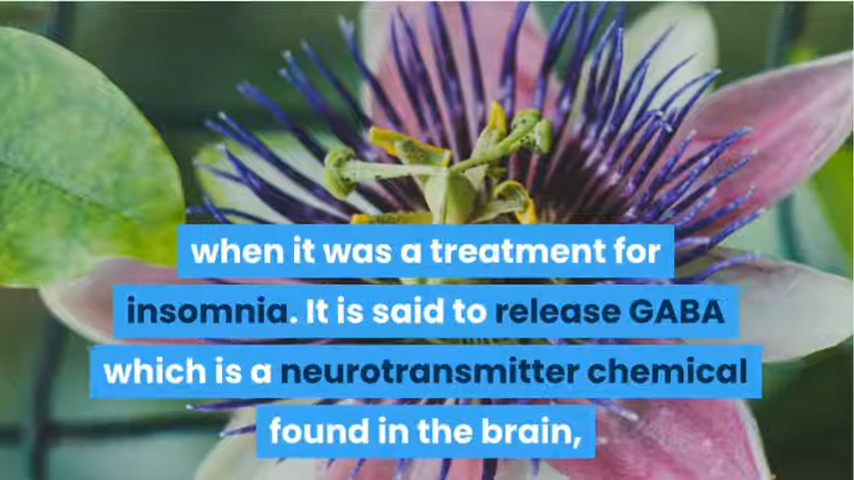 when it was a treatment for
insomnia. It is said to release GABA
which is a neurotransmitter chemical
found in the brain,